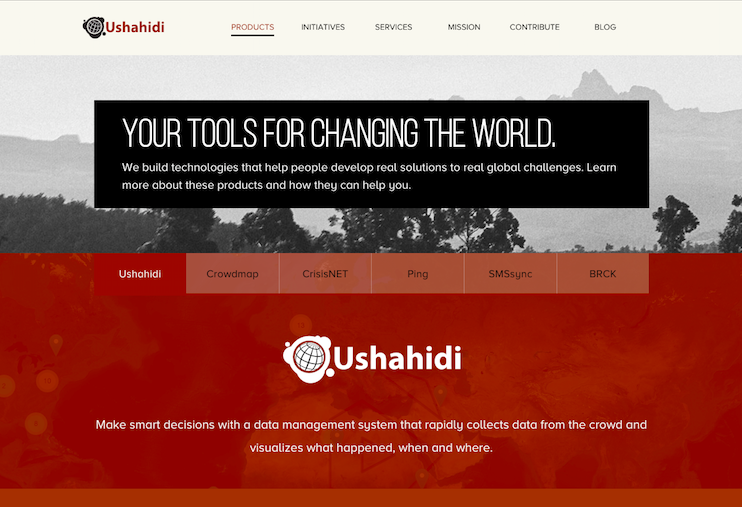 Ushahidi
PRODUCTS
INITIATIVES
SERVICES
MISSION
CONTRIBUTE
BLOG
YOUR TOOLS FOR CHANGING THE WORLD.
We build technologies that help people develop real solutions to real global challenges. Learn
more about these products and how they can help you.
Ushahidi
Crowdmap
CrisisNET
Ping
SMSsync
BRCK
Ushahidi
Make smart decisions with a data management system that rapidly collects data from the crowd and
visualizes what happened, when and where.